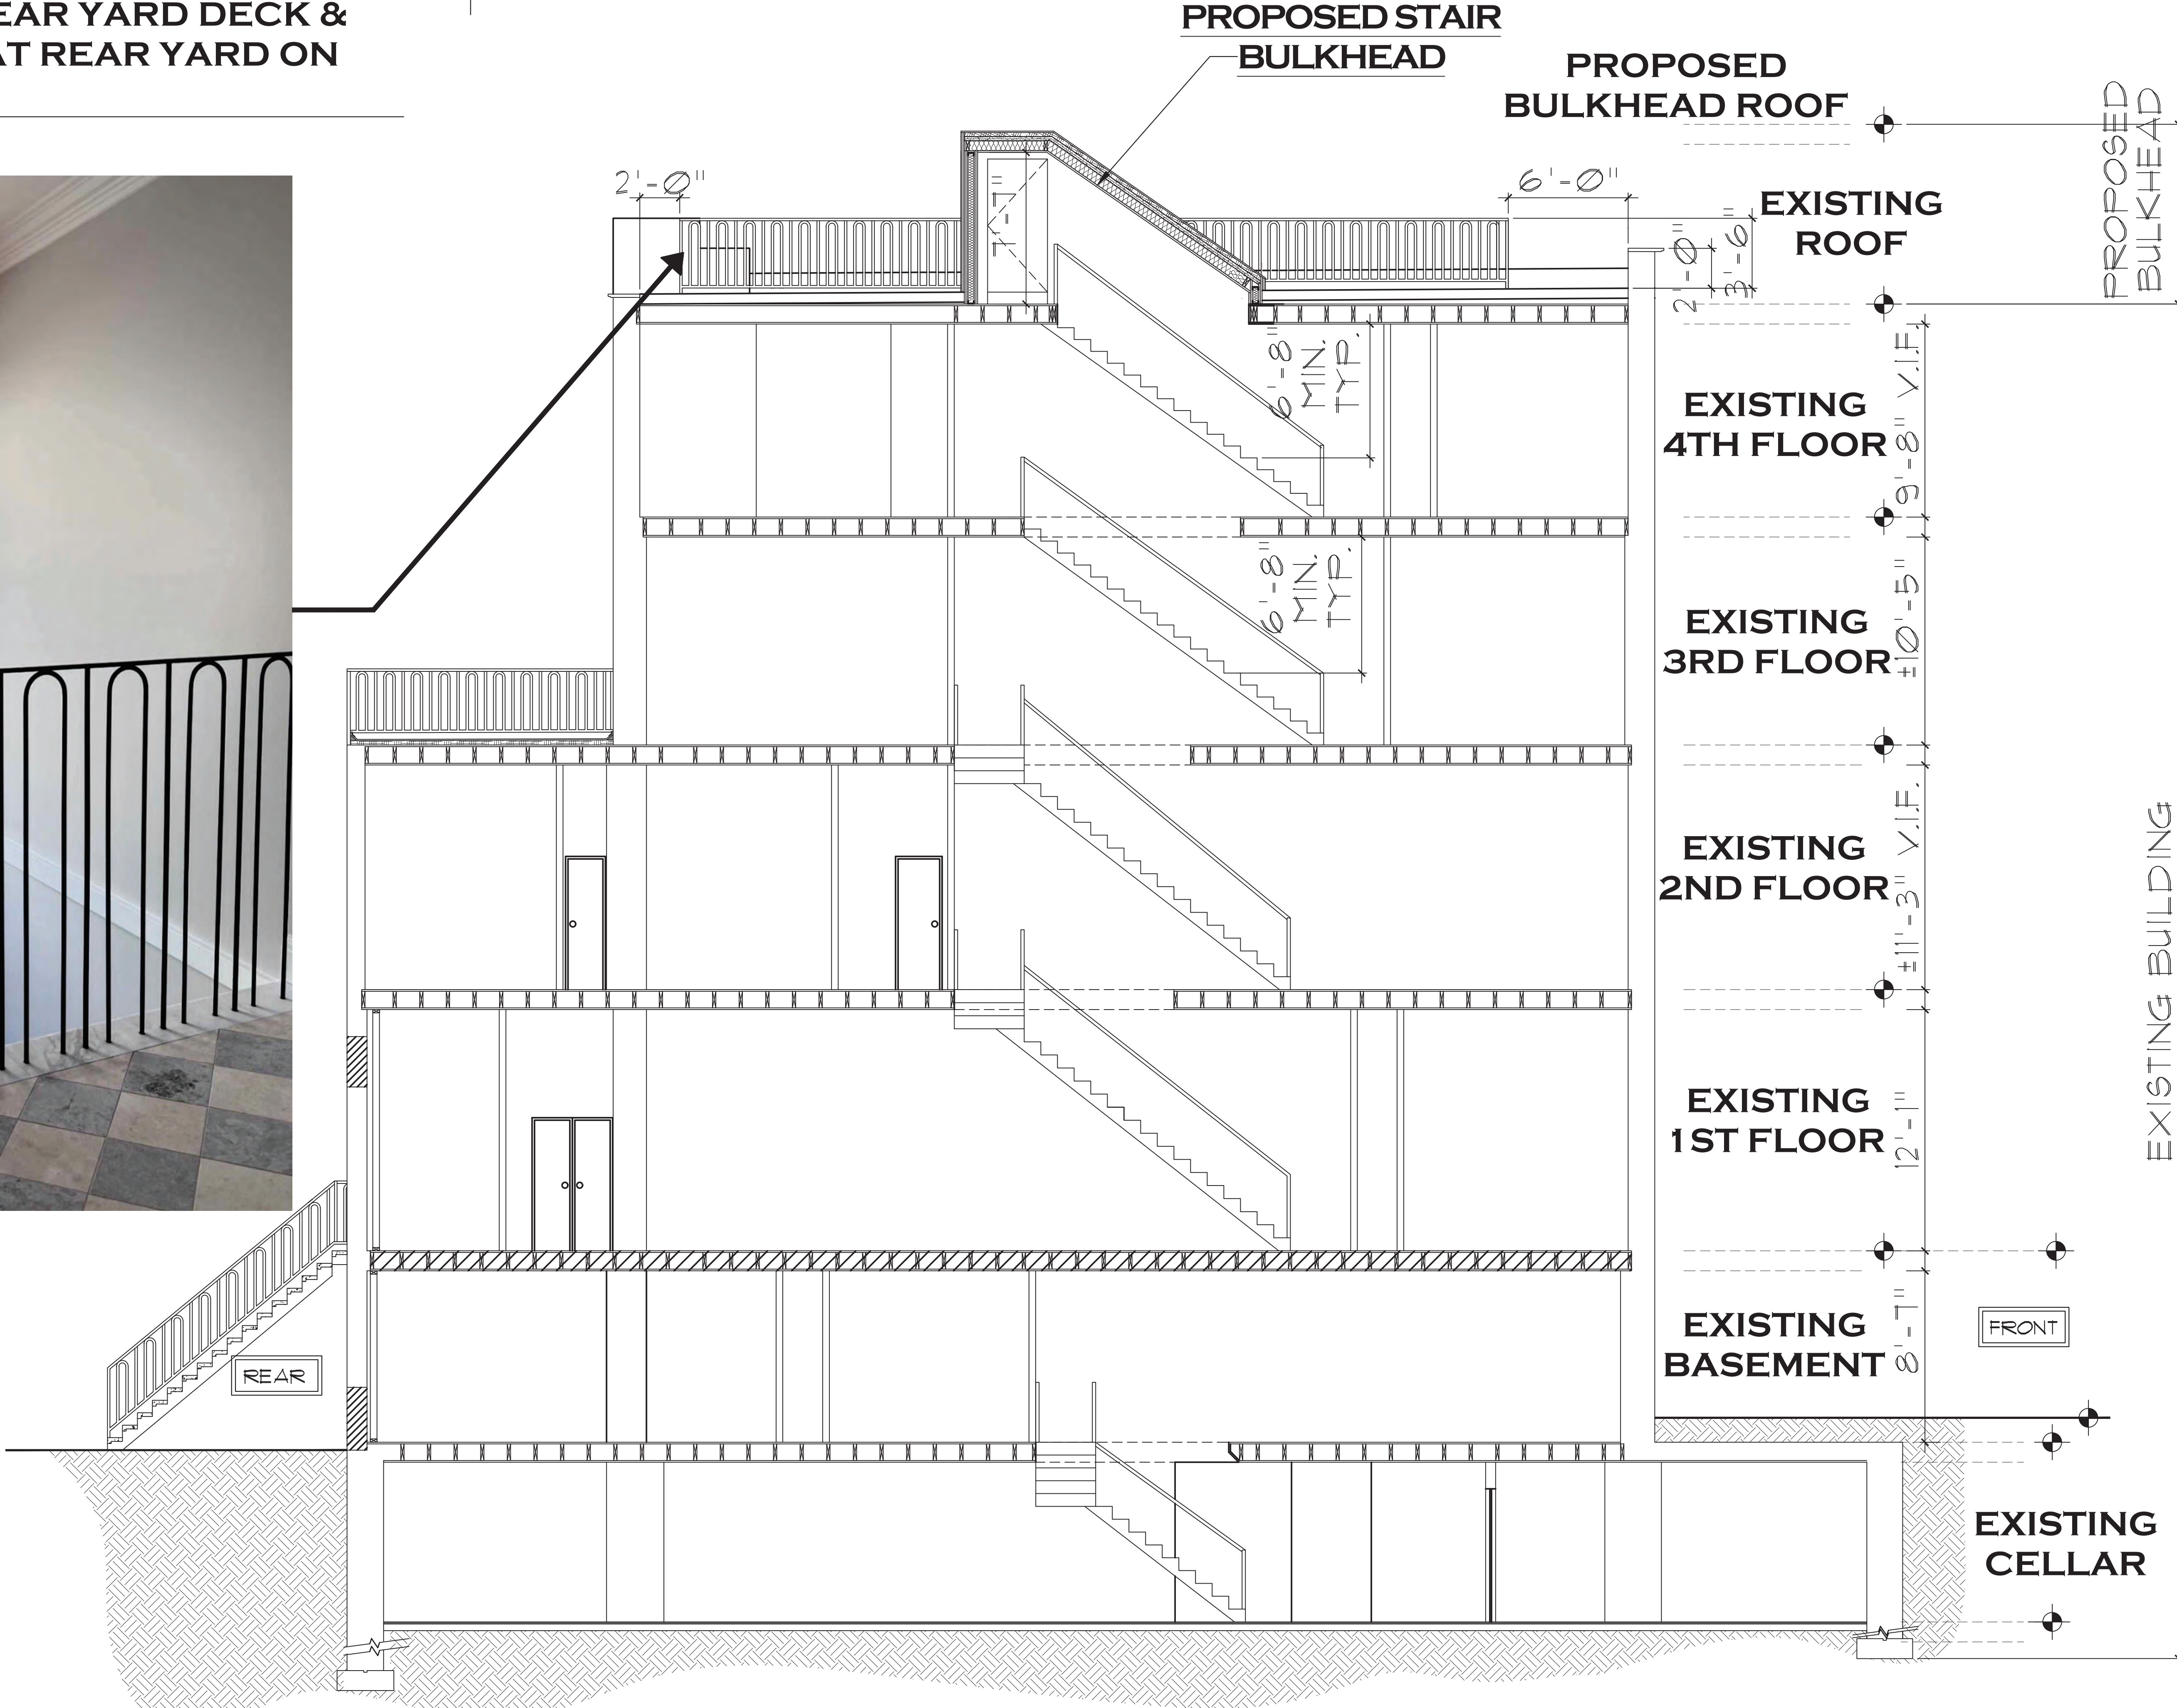 EAR YARD DECK &
AT REAR YARD ON
PROPOSED STAIR
BULKHEAD
PROPOSED
BULKHEAD ROOF
PROPOSED
BULKHEAD
2'-0"
7'-7"
6'-0"
EXISTING
ROOF
2'-0"
3'-6"
6'-8"
MIN.
TYP.
EXISTING
4TH FLOOR
9'-8" V.I.F.
6'-8"
MIN.
TYP.
EXISTING
3RD FLOOR
±10'-5"
EXISTING
2ND FLOOR
±11'-3" V.I.F.
EXISTING BUILDING
EXISTING
1ST FLOOR
12'-1"
EXISTING
BASEMENT
8'-7"
FRONT
REAR
EXISTING
CELLAR